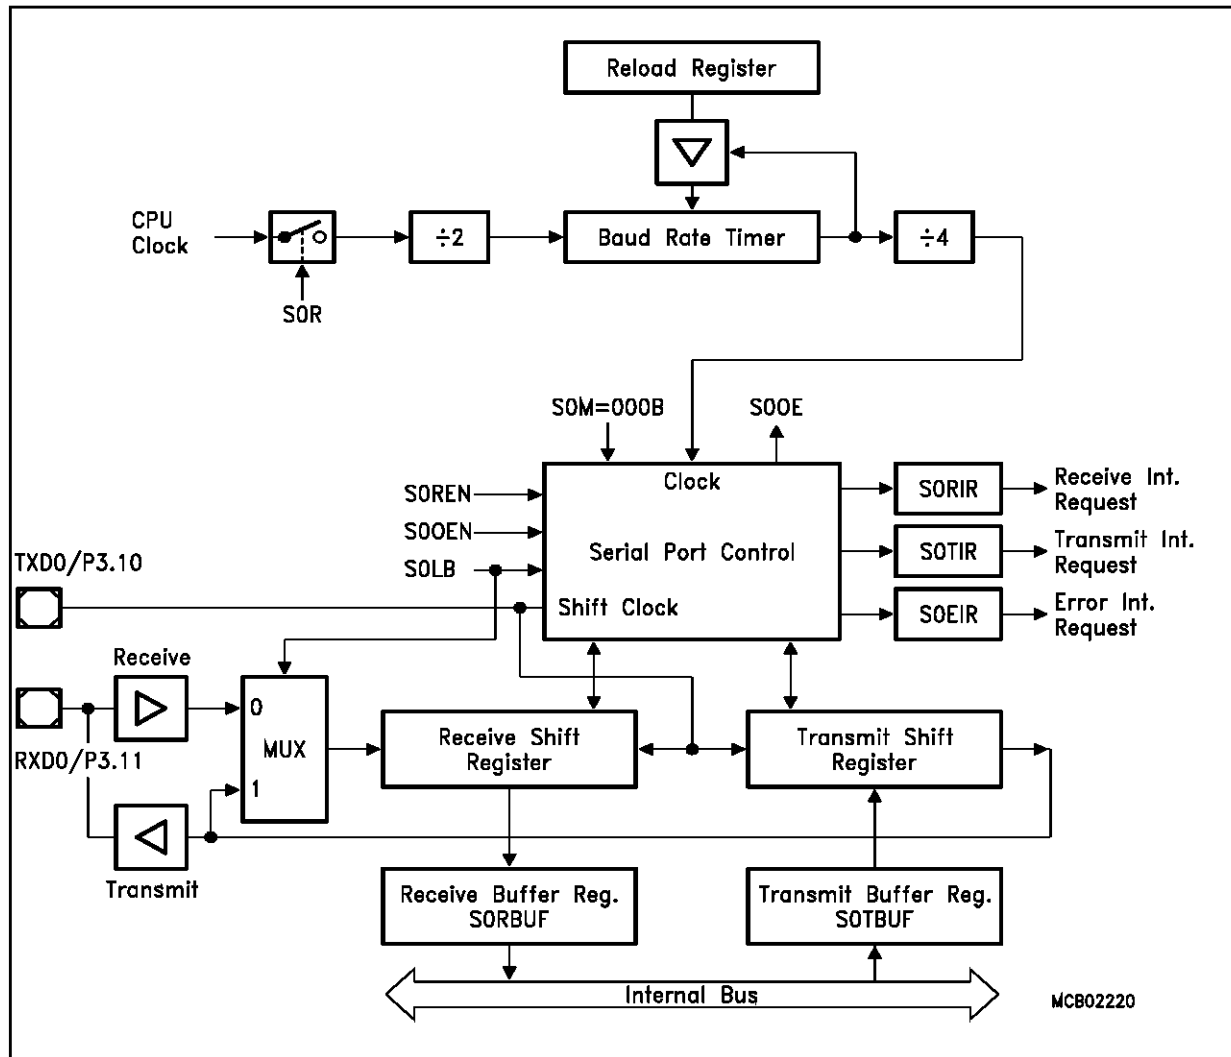 Reload Register
CPU
Clock
÷2
Baud Rate Timer
÷4
S0R
S0M=000B
S0OE
Clock
S0REN
S0OEN
S0LB
Serial Port Control
Shift Clock
S0RIR
Receive Int.
Request
S0TIR
Transmit Int.
Request
S0EIR
Error Int.
Request
TXD0/P3.10
Receive
RXD0/P3.11
0
MUX
1
Transmit
Receive Shift
Register
Transmit Shift
Register
Receive Buffer Reg.
S0RBUF
Transmit Buffer Reg.
S0TBUF
Internal Bus
MCB02220